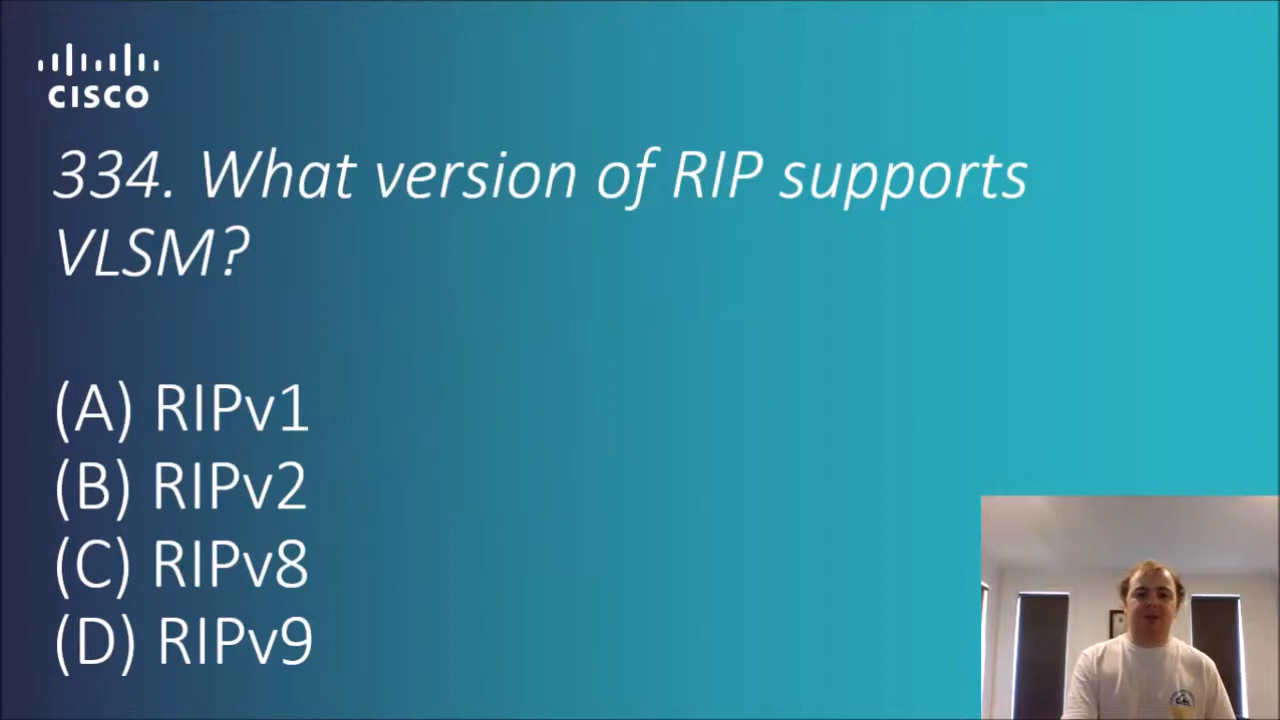 CISCO
334. What version of RIP supports
VLSM?
(A) RIPv1
(B) RIPv2
(C) RIPv8
(D) RIPv9